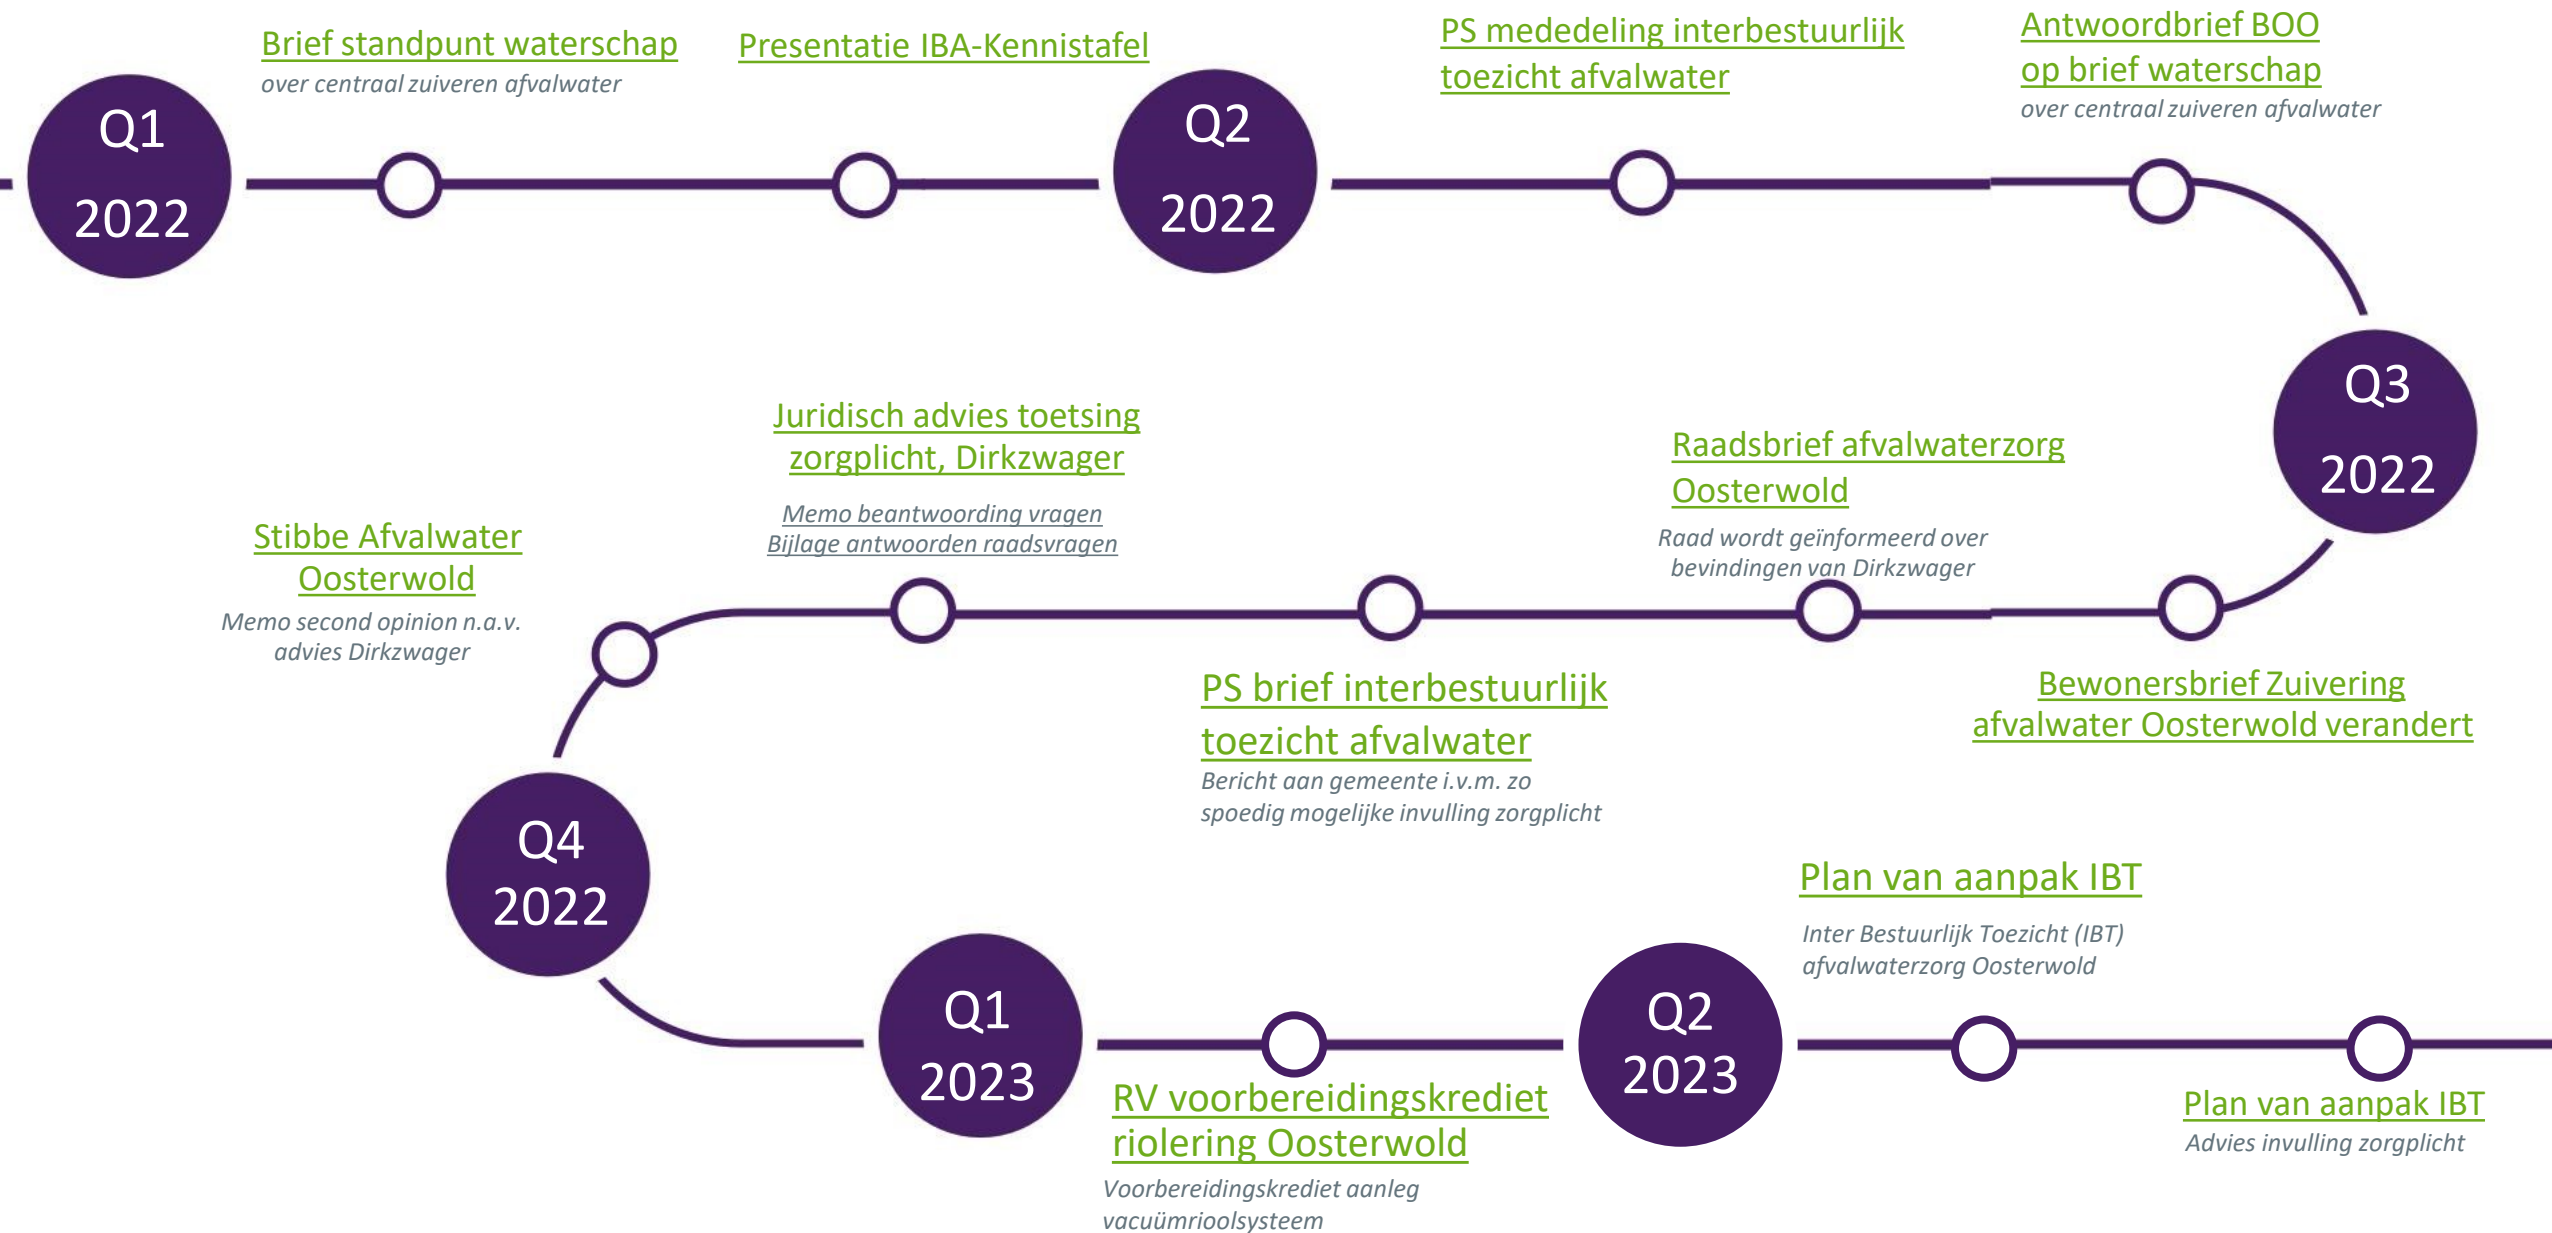 Q1
2022
Brief standpunt waterschap
over centraal zuiveren afvalwater
Presentatie IBA-Kennistafel
Q2
2022
PS mededeling interbestuurlijk
toezicht afvalwater
Antwoordbrief BOO
op brief waterschap
over centraal zuiveren afvalwater
Q3
2022
Bewonersbrief Zuivering
afvalwater Oosterwold verandert
Raadsbrief afvalwaterzorg
Oosterwold
Raad wordt geïnformeerd over
bevindingen van Dirkzwager
PS brief interbestuurlijk
toezicht afvalwater
Bericht aan gemeente i.v.m. zo
spoedig mogelijke invulling zorgplicht
Juridisch advies toetsing
zorgplicht, Dirkzwager
Memo beantwoording vragen
Bijlage antwoorden raadsvragen
Stibbe Afvalwater
Oosterwold
Memo second opinion n.a.v.
advies Dirkzwager
Q4
2022
Q1
2023
RV voorbereidingskrediet
riolering Oosterwold
Voorbereidingskrediet aanleg
vacuümrioolsysteem
Q2
2023
Plan van aanpak IBT
Inter Bestuurlijk Toezicht (IBT)
afvalwaterzorg Oosterwold
Plan van aanpak IBT
Advies invulling zorgplicht